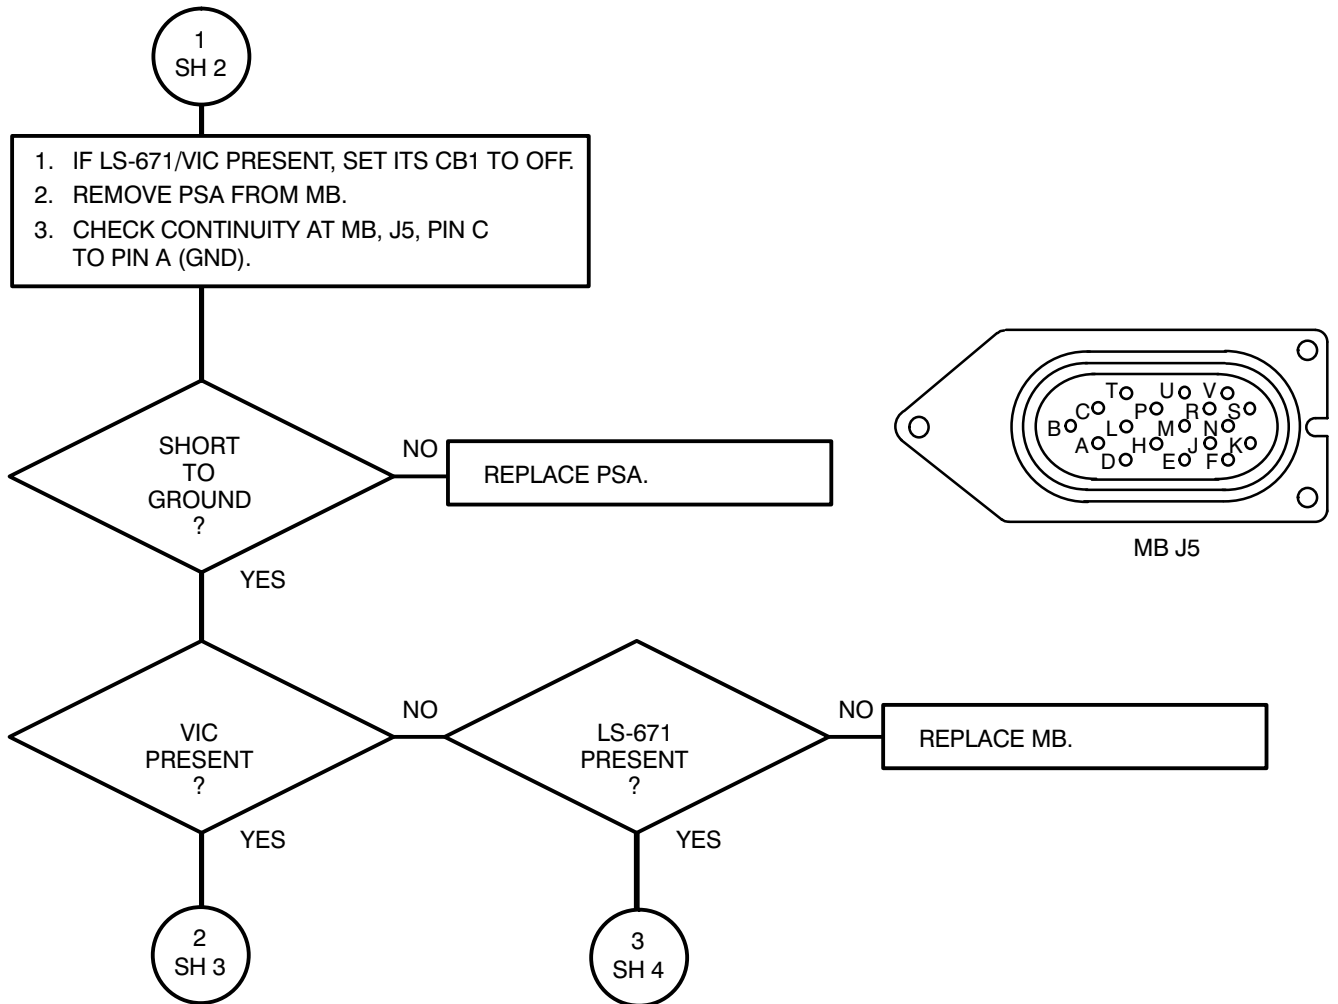 1
SH 2
1. IF LS-671/VIC PRESENT, SET ITS CB1 TO OFF.
2. REMOVE PSA FROM MB.
3. CHECK CONTINUITY AT MB, J5, PIN C
TO PIN A (GND).
SHORT
TO
GROUND
?
NO
REPLACE PSA.
YES
T U V
C P R S
B L M N
A H J K
D E F
MB J5
VIC
PRESENT
?
NO
LS-671
PRESENT
?
NO
REPLACE MB.
YES
YES
2
SH 3
3
SH 4